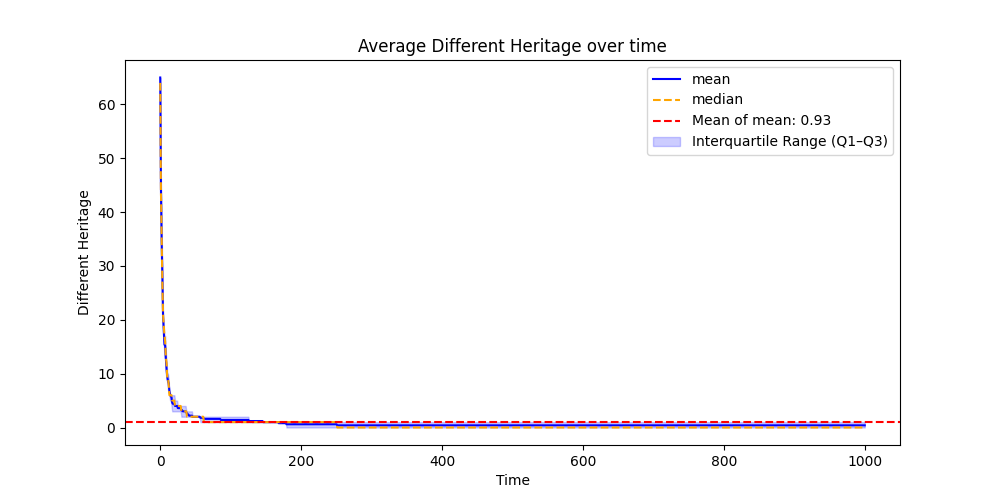 Average Different Heritage over time
mean
median
Mean of mean: 0.93
Interquartile Range (Q1–Q3)
Different Heritage
60
50
40
30
20
10
0
0 200 400 600 800 1000
Time